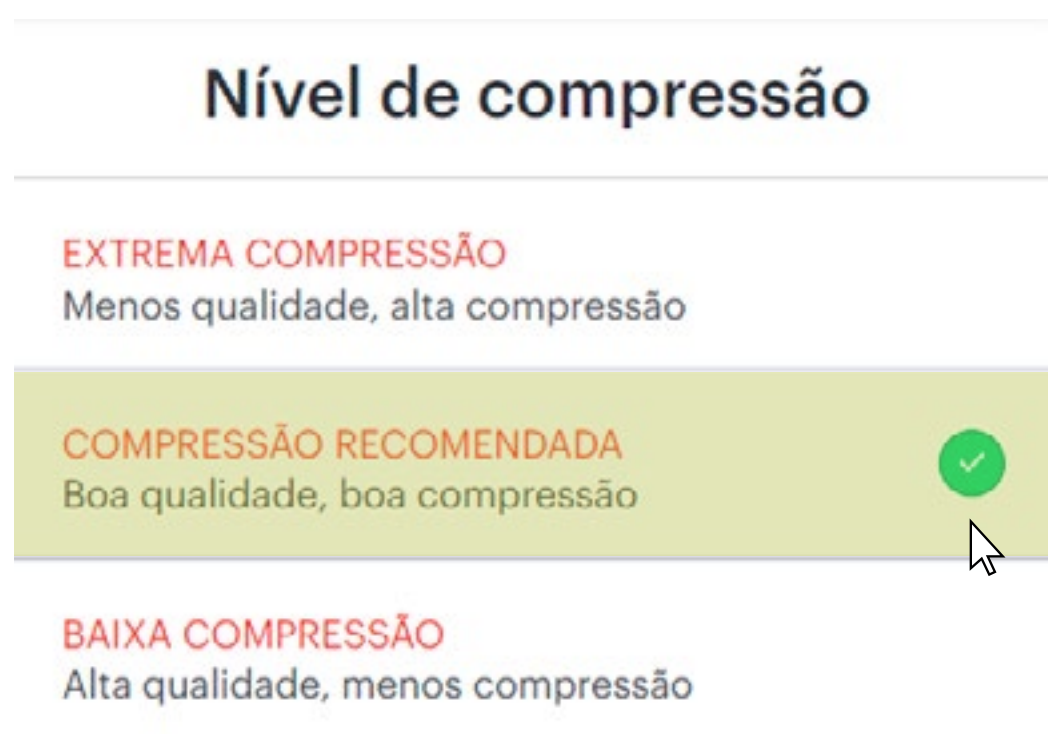 Nível de compressão
EXTREMA COMPRESSÃO
Menos qualidade, alta compressão
COMPRESSÃO RECOMENDADA
Boa qualidade, boa compressão
BAIXA COMPRESSÃO
Alta qualidade, menos compressão